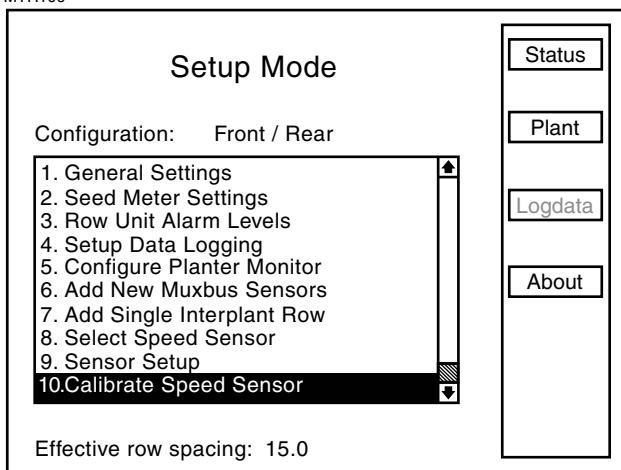 Setup Mode
Configuration: Front / Rear
1. General Settings
2. Seed Meter Settings
3. Row Unit Alarm Levels
4. Setup Data Logging
5. Configure Planter Monitor
6. Add New Muxbus Sensors
7. Add Single Interplant Row
8. Select Speed Sensor
9. Sensor Setup
10.Calibrate Speed Sensor
Effective row spacing: 15.0
Status
Plant
Logdata
About